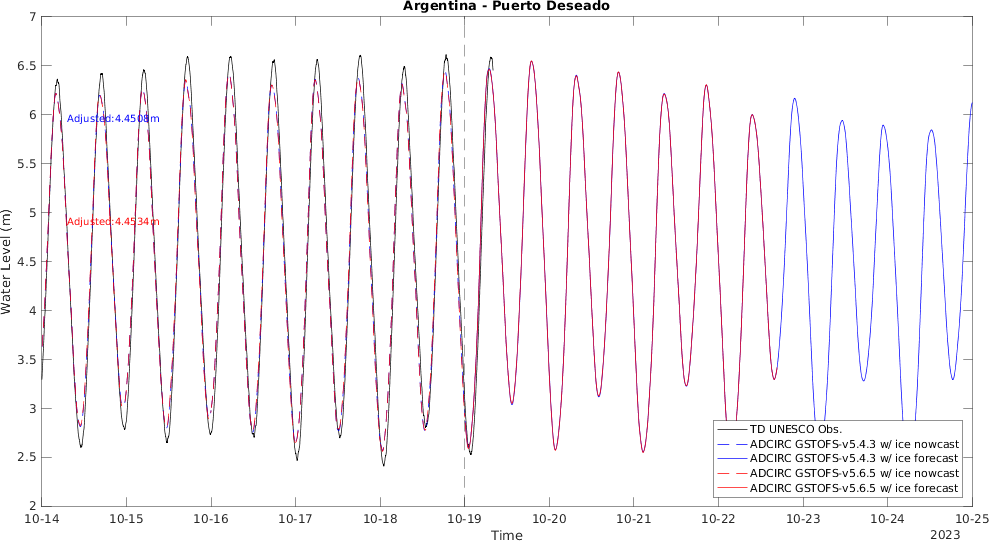 Argentina - Puerto Deseado
Water Level (m)
7
6.5
6
5.5
5
4.5
4
3.5
3
2.5
2
Adjusted:4.4508m
Adjusted:4.4534m
TD UNESCO Obs.
ADCIRC GSTOFS-v5.4.3 w/ ice nowcast
ADCIRC GSTOFS-v5.4.3 w/ ice forecast
ADCIRC GSTOFS-v5.6.5 w/ ice nowcast
ADCIRC GSTOFS-v5.6.5 w/ ice forecast
10-14 10-15 10-16 10-17 10-18 10-19 10-20 10-21 10-22 10-23 10-24 10-25
Time
2023